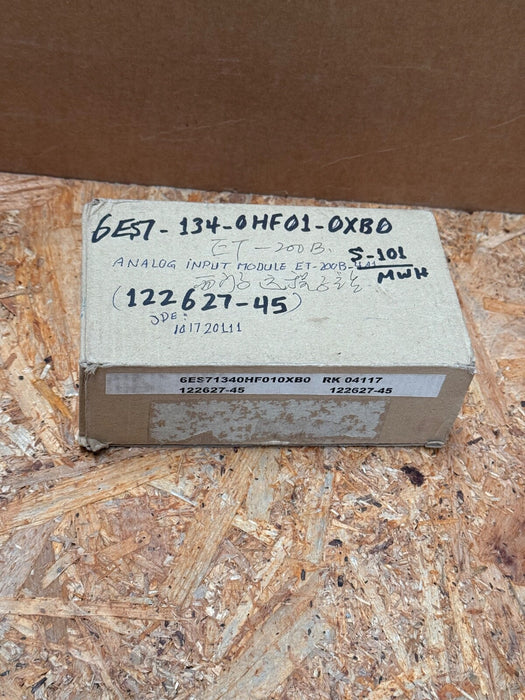 6ES7-134-0HF01-0XB0
ET-200B.
ANALOG INPUT MODULE ET-200B-4AI
S-101
MWH
(122627-45)
JDE:
10172011
6ES71340HF010XB0 RK 04117
122627-45 122627-45